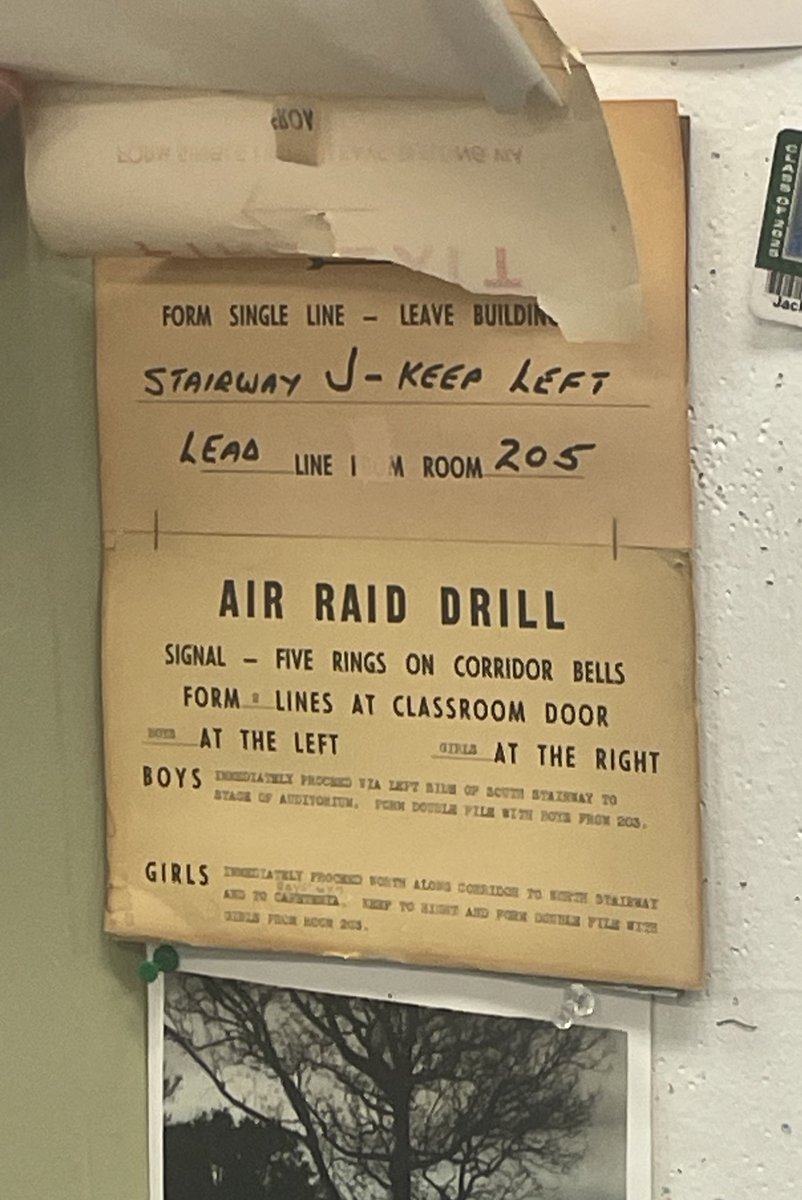 FORM SINGLE LINE – LEAVE BUILDING
STAIRWAY J - KEEP LEFT
LEAD LINE ROOM 205
AIR RAID DRILL
SIGNAL – FIVE RINGS ON CORRIDOR BELLS
FORM LINES AT CLASSROOM DOOR
BOYS AT THE LEFT GIRLS AT THE RIGHT
BOYS IMMEDIATELY PROCEED VIA LEFT SIDE OF SOUTH STAIRWAY TO
STAGE OF AUDITORIUM. FORM DOUBLE FILE WITH BOYS FROM 203.
GIRLS IMMEDIATELY PROCEED NORTH ALONG CORRIDOR TO NORTH STAIRWAY
AND TO CAFETERIA. KEEP TO RIGHT AND FORM DOUBLE FILE WITH
GIRLS FROM ROOM 203.
CLASS OF 2025
Jac